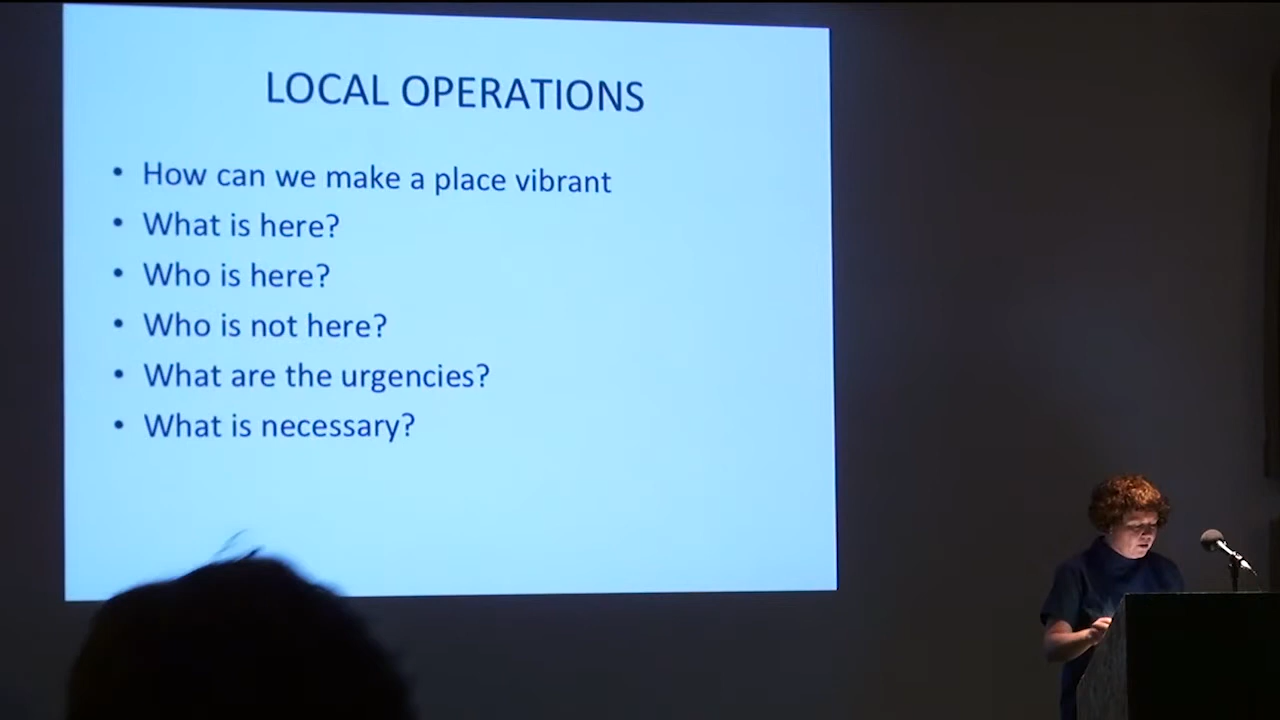 LOCAL OPERATIONS
• How can we make a place vibrant
• What is here?
• Who is here?
• Who is not here?
• What are the urgencies?
• What is necessary?